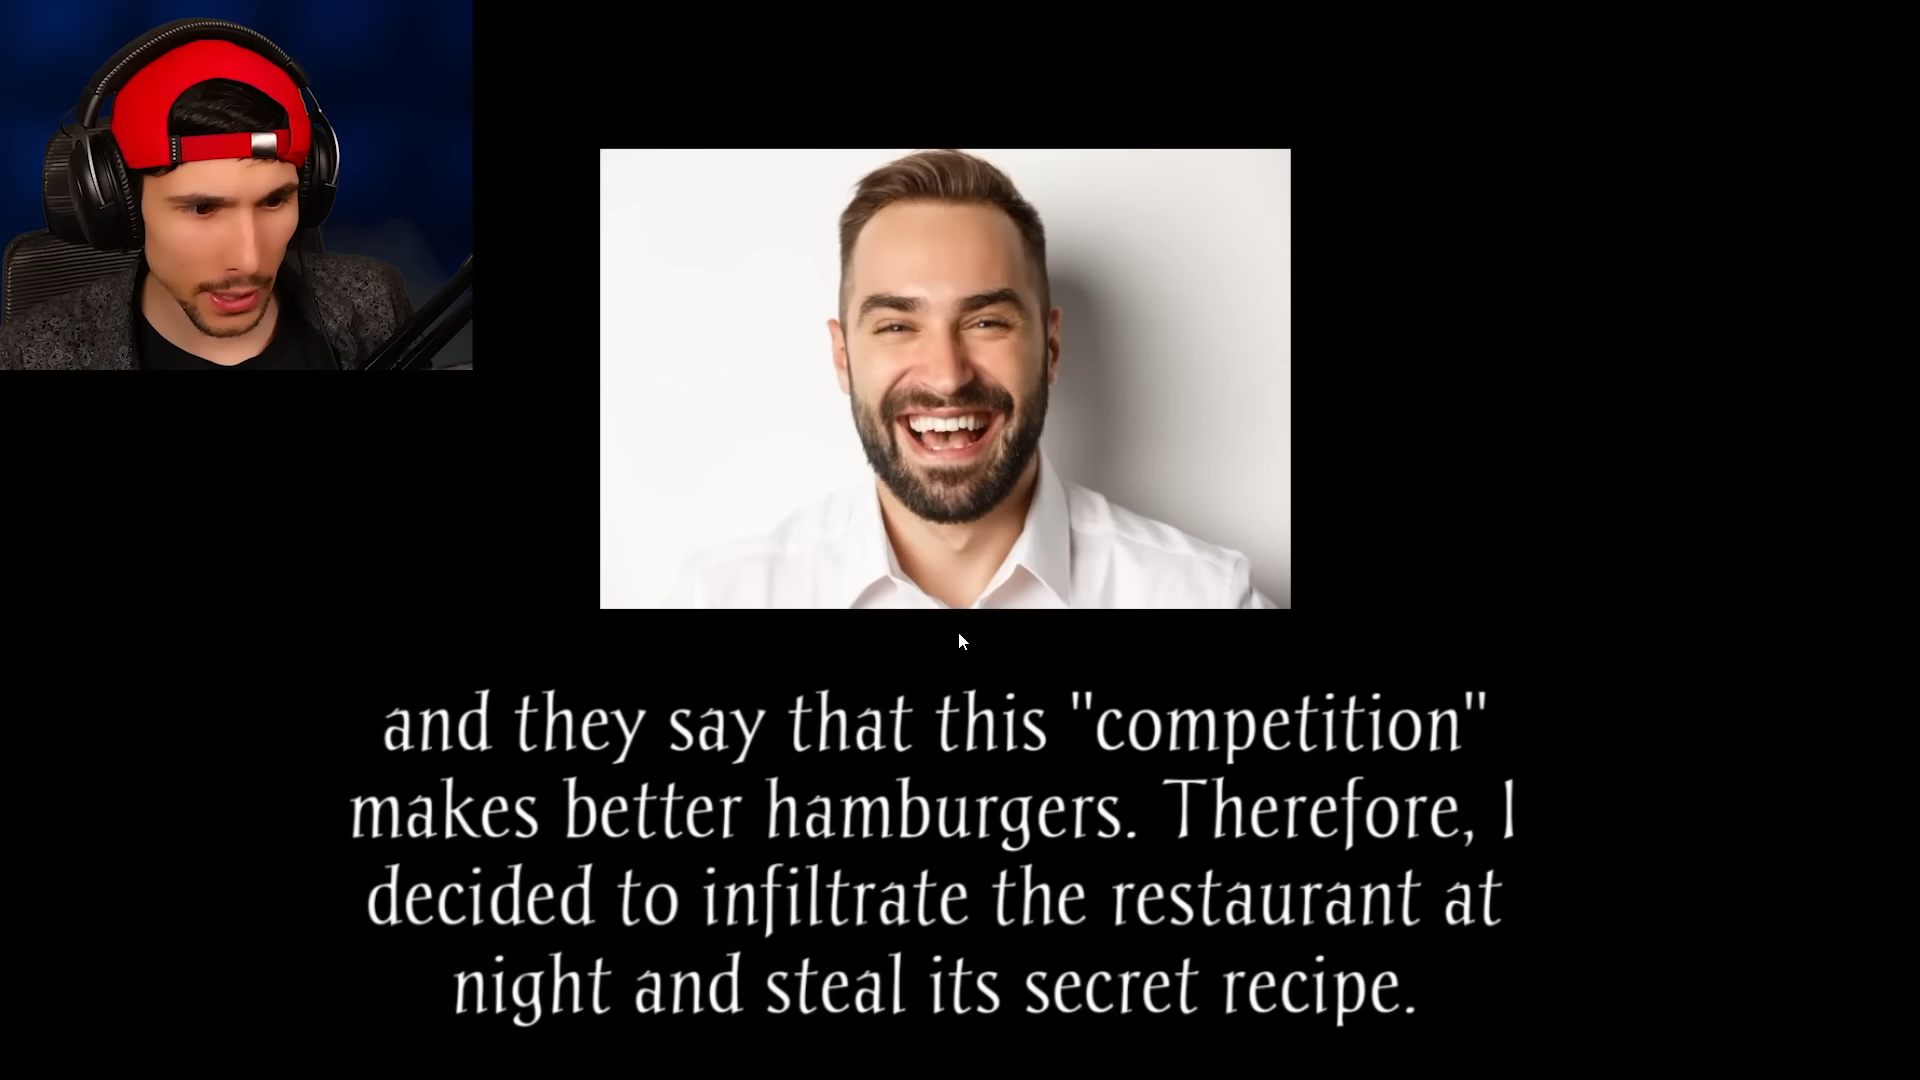 and they say that this "competition"
makes better hamburgers. Therefore, I
decided to infiltrate the restaurant at
night and steal its secret recipe.